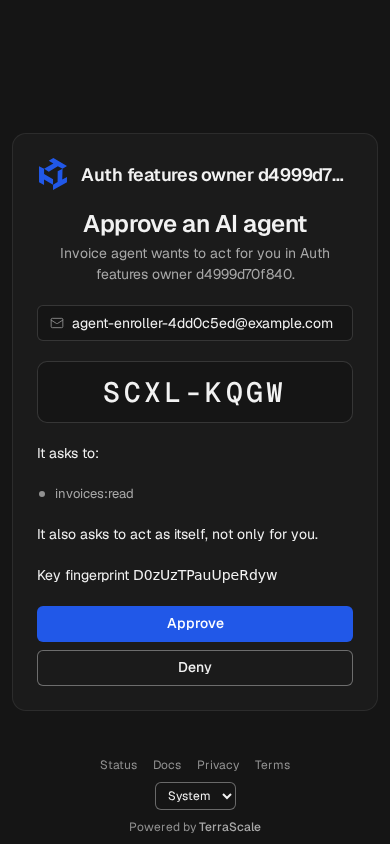 Auth features owner d4999d7...
Approve an AI agent
Invoice agent wants to act for you in Auth
features owner d4999d70f840.
agent-enroller-4dd0c5ed@example.com
SCXL-KQGW
It asks to:
invoices:read
It also asks to act as itself, not only for you.
Key fingerprint D0zUzTPauUpeRdyw
Approve
Deny
Status Docs Privacy Terms
System
Powered by TerraScale